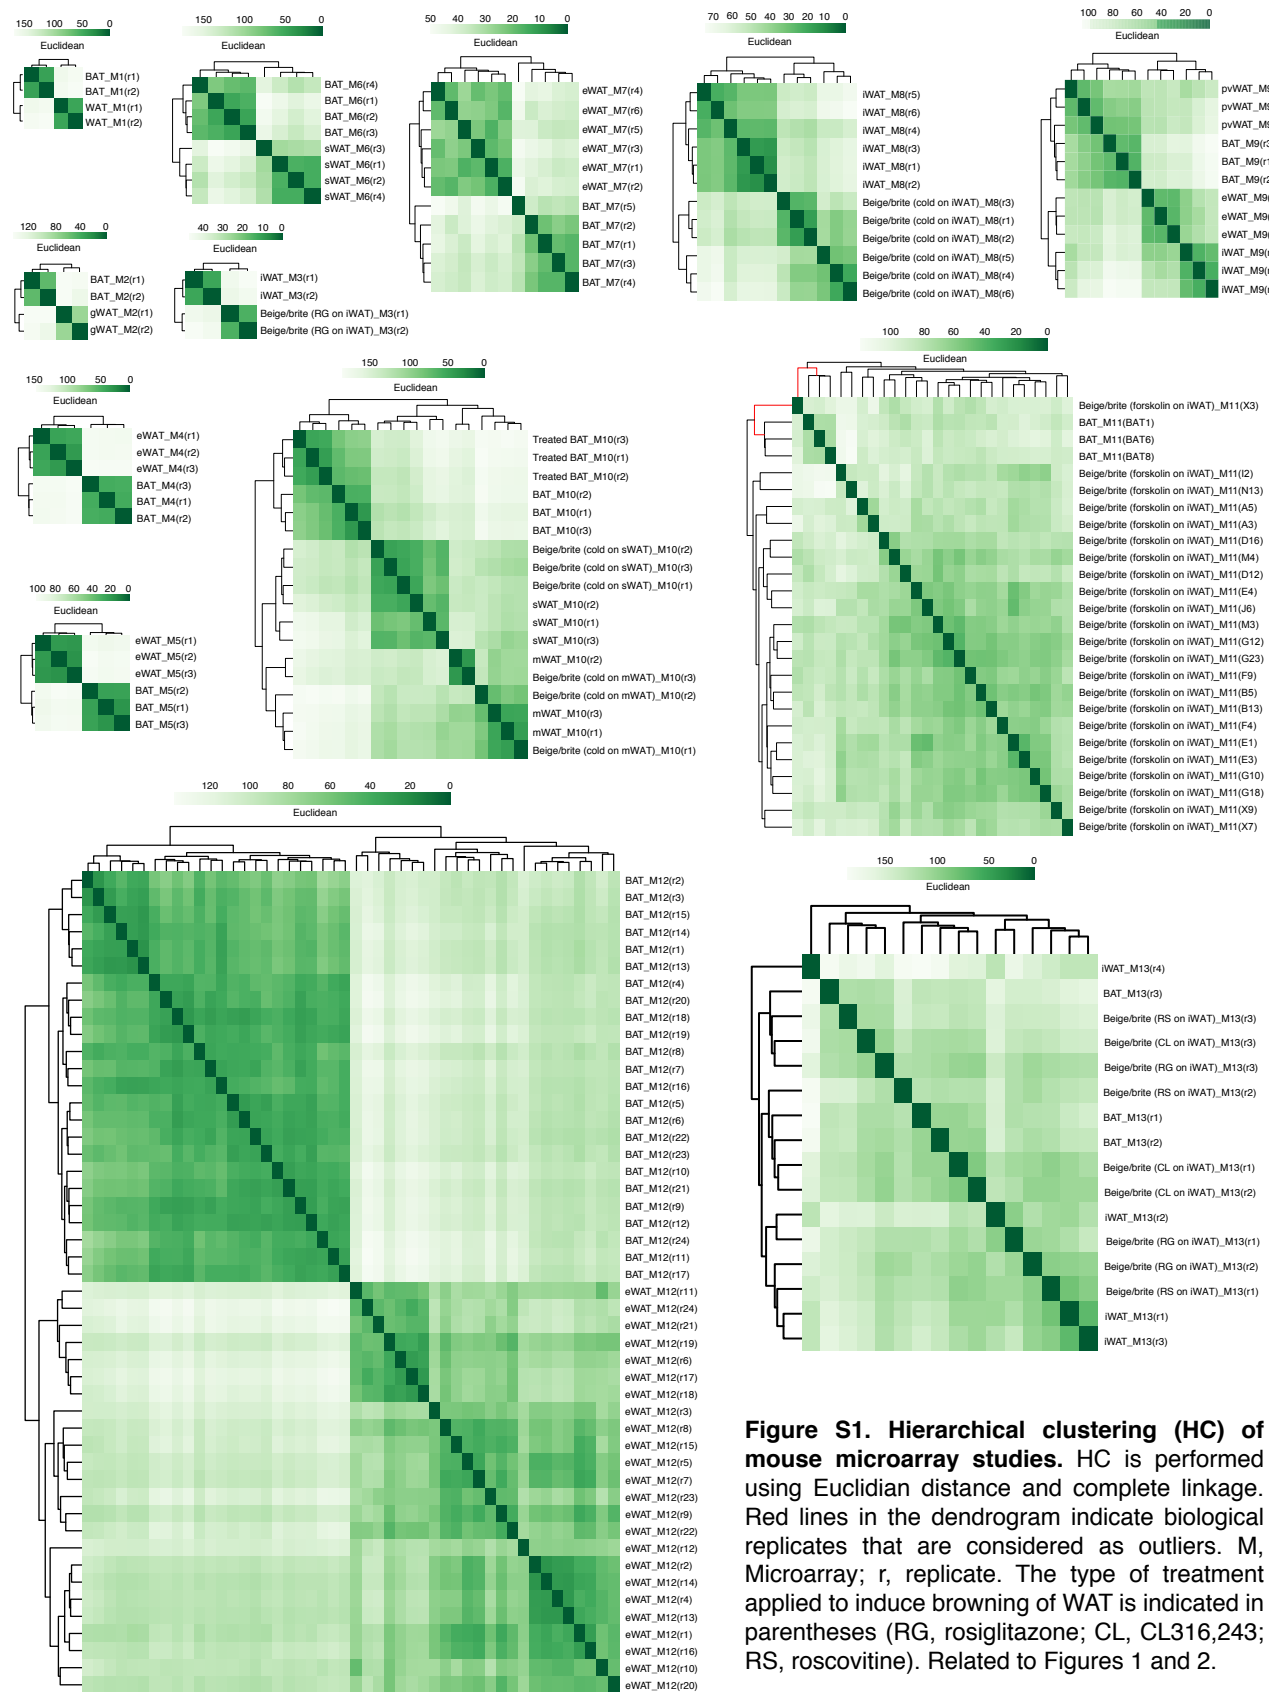 150 100 50 0
Euclidean
BAT_M1(r1)
BAT_M1(r2)
WAT_M1(r1)
WAT_M1(r2)
150 100 50 0
Euclidean
BAT_M6(r4)
BAT_M6(r1)
BAT_M6(r2)
BAT_M6(r3)
sWAT_M6(r3)
sWAT_M6(r1)
sWAT_M6(r2)
sWAT_M6(r4)
50 40 30 20 10 0
Euclidean
eWAT_M7(r4)
eWAT_M7(r6)
eWAT_M7(r5)
eWAT_M7(r3)
eWAT_M7(r1)
eWAT_M7(r2)
BAT_M7(r5)
BAT_M7(r2)
BAT_M7(r1)
BAT_M7(r3)
BAT_M7(r4)
70 60 50 40 30 20 10 0
Euclidean
iWAT_M8(r5)
iWAT_M8(r6)
iWAT_M8(r4)
iWAT_M8(r3)
iWAT_M8(r1)
iWAT_M8(r2)
Beige/brite (cold on iWAT)_M8(r3)
Beige/brite (cold on iWAT)_M8(r1)
Beige/brite (cold on iWAT)_M8(r2)
Beige/brite (cold on iWAT)_M8(r5)
Beige/brite (cold on iWAT)_M8(r4)
Beige/brite (cold on iWAT)_M8(r6)
100 80 60 40 20 0
Euclidean
pvWAT_M9
pvWAT_M9
pvWAT_M9
BAT_M9(r3
BAT_M9(r1
BAT_M9(r2
eWAT_M9(
eWAT_M9(
eWAT_M9(
iWAT_M9(r
iWAT_M9(r
iWAT_M9(r
120 80 60 40 0
Euclidean
BAT_M2(r1)
BAT_M2(r2)
gWAT_M2(r1)
gWAT_M2(r2)
40 30 20 10 0
Euclidean
iWAT_M3(r1)
iWAT_M3(r2)
Beige/brite (RG on iWAT)_M3(r1)
Beige/brite (RG on iWAT)_M3(r2)
150 100 50 0
Euclidean
eWAT_M4(r1)
eWAT_M4(r2)
eWAT_M4(r3)
BAT_M4(r3)
BAT_M4(r1)
BAT_M4(r2)
100 80 60 40 20 0
Euclidean
eWAT_M5(r1)
eWAT_M5(r2)
eWAT_M5(r3)
BAT_M5(r2)
BAT_M5(r1)
BAT_M5(r3)
150 100 50 0
Euclidean
Treated BAT_M10(r3)
Treated BAT_M10(r1)
Treated BAT_M10(r2)
BAT_M10(r2)
BAT_M10(r1)
BAT_M10(r3)
Beige/brite (cold on sWAT)_M10(r2)
Beige/brite (cold on sWAT)_M10(r3)
Beige/brite (cold on sWAT)_M10(r1)
sWAT_M10(r2)
sWAT_M10(r1)
sWAT_M10(r3)
mWAT_M10(r2)
Beige/brite (cold on mWAT)_M10(r3)
Beige/brite (cold on mWAT)_M10(r2)
mWAT_M10(r3)
mWAT_M10(r1)
Beige/brite (cold on mWAT)_M10(r1)
100 80 60 40 20 0
Euclidean
Beige/brite (forskolin on iWAT)_M11(X3)
BAT_M11(BAT1)
BAT_M11(BAT6)
BAT_M11(BAT8)
Beige/brite (forskolin on iWAT)_M11(I2)
Beige/brite (forskolin on iWAT)_M11(N13)
Beige/brite (forskolin on iWAT)_M11(A5)
Beige/brite (forskolin on iWAT)_M11(A3)
Beige/brite (forskolin on iWAT)_M11(D16)
Beige/brite (forskolin on iWAT)_M11(M4)
Beige/brite (forskolin on iWAT)_M11(D12)
Beige/brite (forskolin on iWAT)_M11(E4)
Beige/brite (forskolin on iWAT)_M11(J6)
Beige/brite (forskolin on iWAT)_M11(M3)
Beige/brite (forskolin on iWAT)_M11(G12)
Beige/brite (forskolin on iWAT)_M11(G23)
Beige/brite (forskolin on iWAT)_M11(F9)
Beige/brite (forskolin on iWAT)_M11(B5)
Beige/brite (forskolin on iWAT)_M11(B13)
Beige/brite (forskolin on iWAT)_M11(F4)
Beige/brite (forskolin on iWAT)_M11(E1)
Beige/brite (forskolin on iWAT)_M11(E3)
Beige/brite (forskolin on iWAT)_M11(G10)
Beige/brite (forskolin on iWAT)_M11(G18)
Beige/brite (forskolin on iWAT)_M11(X9)
Beige/brite (forskolin on iWAT)_M11(X7)
120 100 80 60 40 20 0
Euclidean
BAT_M12(r2)
BAT_M12(r3)
BAT_M12(r15)
BAT_M12(r14)
BAT_M12(r1)
BAT_M12(r13)
BAT_M12(r4)
BAT_M12(r20)
BAT_M12(r18)
BAT_M12(r19)
BAT_M12(r8)
BAT_M12(r7)
BAT_M12(r16)
BAT_M12(r5)
BAT_M12(r6)
BAT_M12(r22)
BAT_M12(r23)
BAT_M12(r10)
BAT_M12(r21)
BAT_M12(r9)
BAT_M12(r12)
BAT_M12(r24)
BAT_M12(r11)
BAT_M12(r17)
eWAT_M12(r11)
eWAT_M12(r24)
eWAT_M12(r21)
eWAT_M12(r19)
eWAT_M12(r6)
eWAT_M12(r17)
eWAT_M12(r18)
eWAT_M12(r3)
eWAT_M12(r8)
eWAT_M12(r15)
eWAT_M12(r5)
eWAT_M12(r7)
eWAT_M12(r23)
eWAT_M12(r9)
eWAT_M12(r22)
eWAT_M12(r12)
eWAT_M12(r2)
eWAT_M12(r14)
eWAT_M12(r4)
eWAT_M12(r13)
eWAT_M12(r1)
eWAT_M12(r16)
eWAT_M12(r10)
eWAT_M12(r20)
150 100 50 0
Euclidean
iWAT_M13(r4)
BAT_M13(r3)
Beige/brite (RS on iWAT)_M13(r3)
Beige/brite (CL on iWAT)_M13(r3)
Beige/brite (RG on iWAT)_M13(r3)
Beige/brite (RS on iWAT)_M13(r2)
BAT_M13(r1)
BAT_M13(r2)
Beige/brite (CL on iWAT)_M13(r1)
Beige/brite (CL on iWAT)_M13(r2)
iWAT_M13(r2)
Beige/brite (RG on iWAT)_M13(r1)
Beige/brite (RG on iWAT)_M13(r2)
Beige/brite (RS on iWAT)_M13(r1)
iWAT_M13(r1)
iWAT_M13(r3)
Figure S1. Hierarchical clustering (HC) of
mouse microarray studies. HC is performed
using Euclidian distance and complete linkage.
Red lines in the dendrogram indicate biological
replicates that are considered as outliers. M,
Microarray; r, replicate. The type of treatment
applied to induce browning of WAT is indicated in
parentheses (RG, rosiglitazone; CL, CL316,243;
RS, roscovitine). Related to Figures 1 and 2.